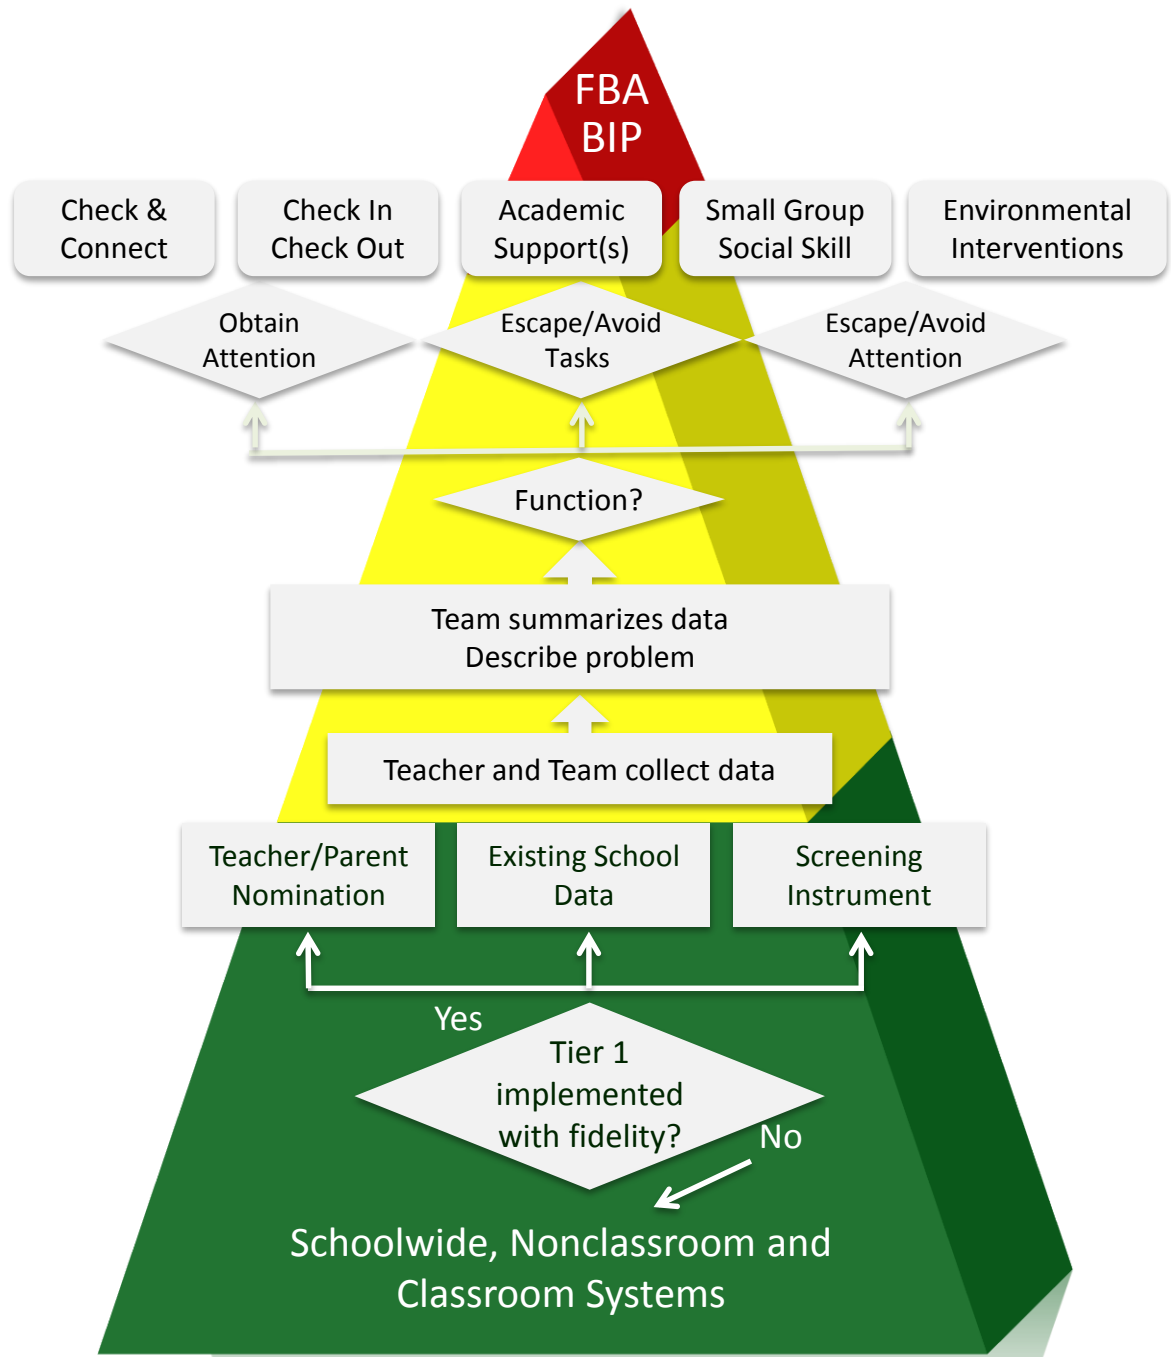 FBA
BIP
Check &
Connect
Check In
Check Out
Academic
Support(s)
Small Group
Social Skill
Environmental
Interventions
Obtain
Attention
Escape/Avoid
Tasks
Escape/Avoid
Attention
Function?
Team summarizes data
Describe problem
Teacher and Team collect data
Teacher/Parent
Nomination
Existing School
Data
Screening
Instrument
Yes
Tier 1
implemented
with fidelity?
No
Schoolwide, Nonclassroom and
Classroom Systems